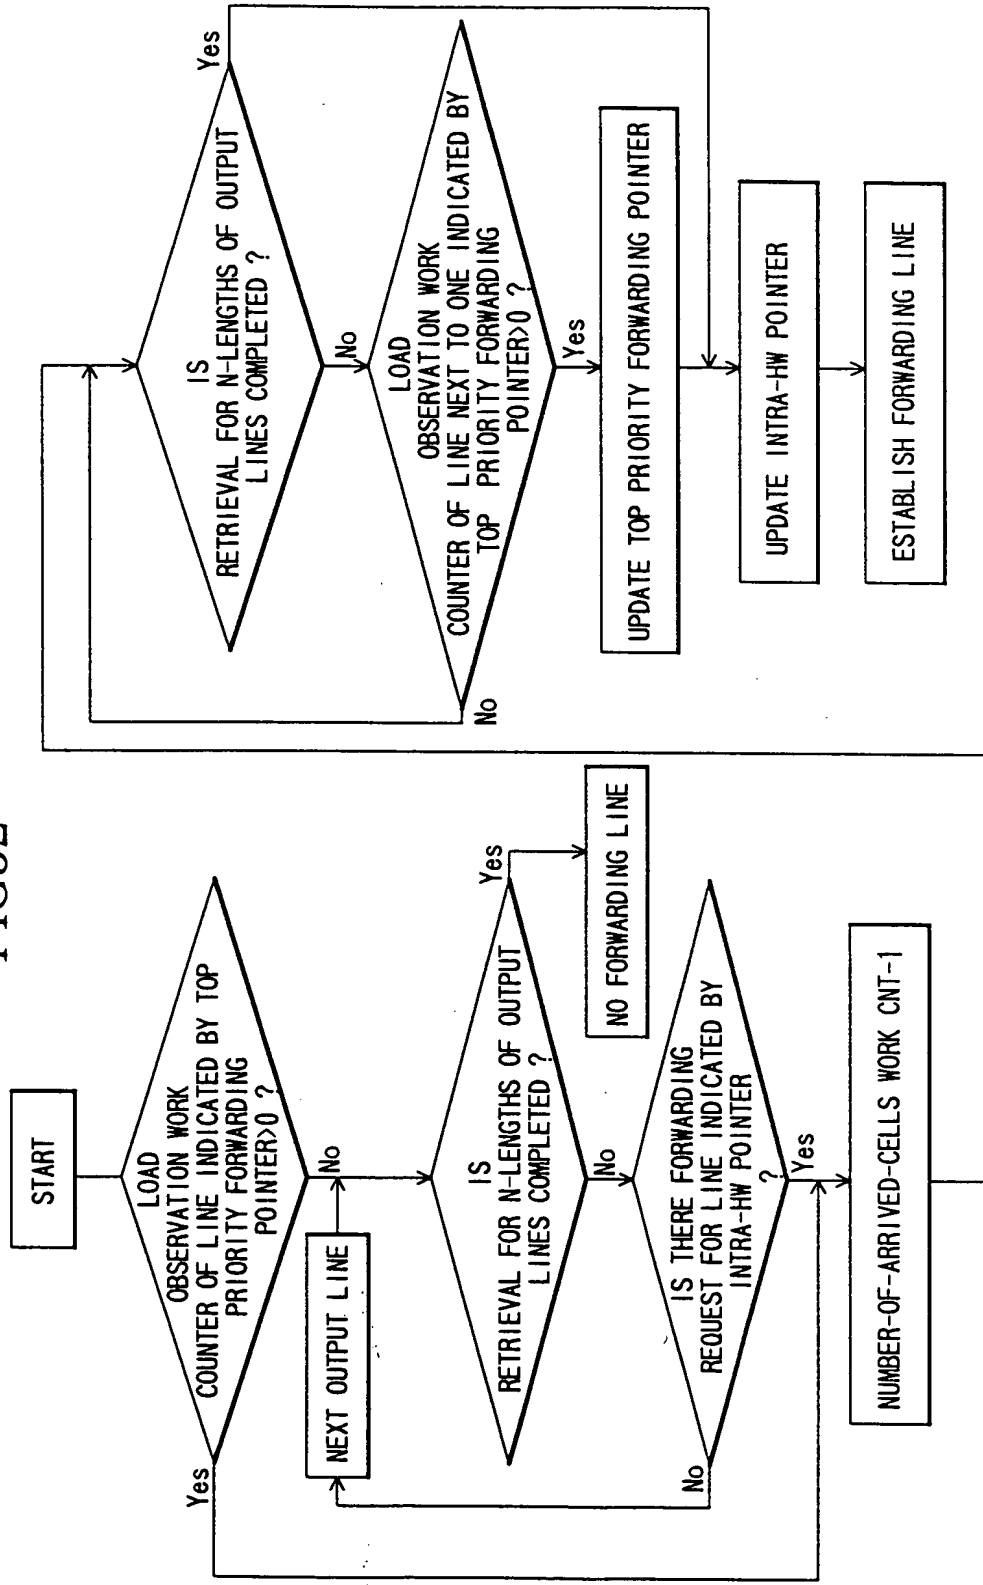 START
LOAD
OBSERVATION WORK
COUNTER OF LINE INDICATED BY TOP
PRIORITY FORWARDING
POINTER>0 ?
Yes
No
NEXT OUTPUT LINE
IS
RETRIEVAL FOR N-LENGTHS OF OUTPUT
LINES COMPLETED ?
Yes
NO FORWARDING LINE
No
IS THERE FORWARDING
REQUEST FOR LINE INDICATED BY
INTRA-HW POINTER
?
No
Yes
NUMBER-OF-ARRIVED-CELLS WORK CNT-1
IS
RETRIEVAL FOR N-LENGTHS OF OUTPUT
LINES COMPLETED ?
Yes
No
LOAD
OBSERVATION WORK
COUNTER OF LINE NEXT TO ONE INDICATED BY
TOP PRIORITY FORWARDING
POINTER>0 ?
No
Yes
UPDATE TOP PRIORITY FORWARDING POINTER
UPDATE INTRA-HW POINTER
ESTABLISH FORWARDING LINE